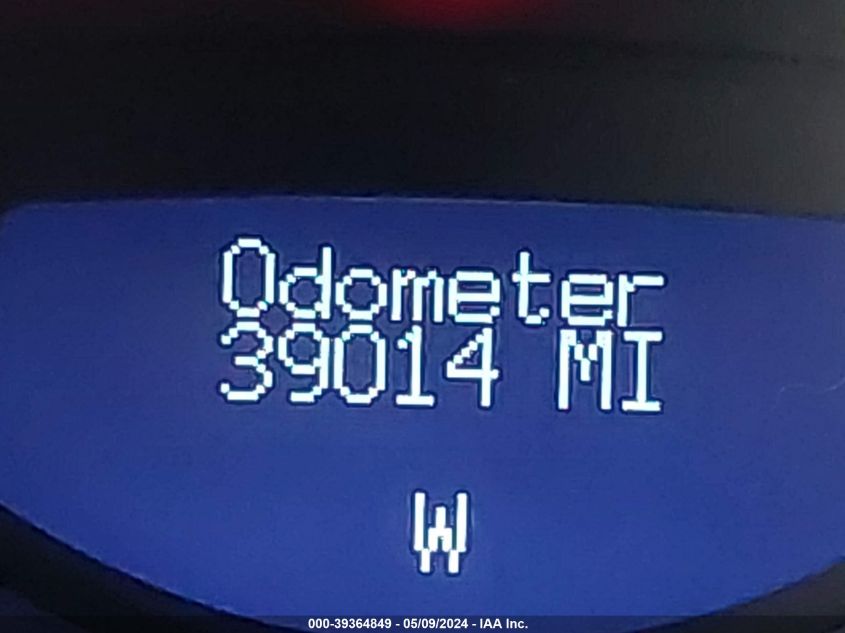 Odometer
39014 MI
W
000-39364849 - 05/09/2024 - IAA Inc.